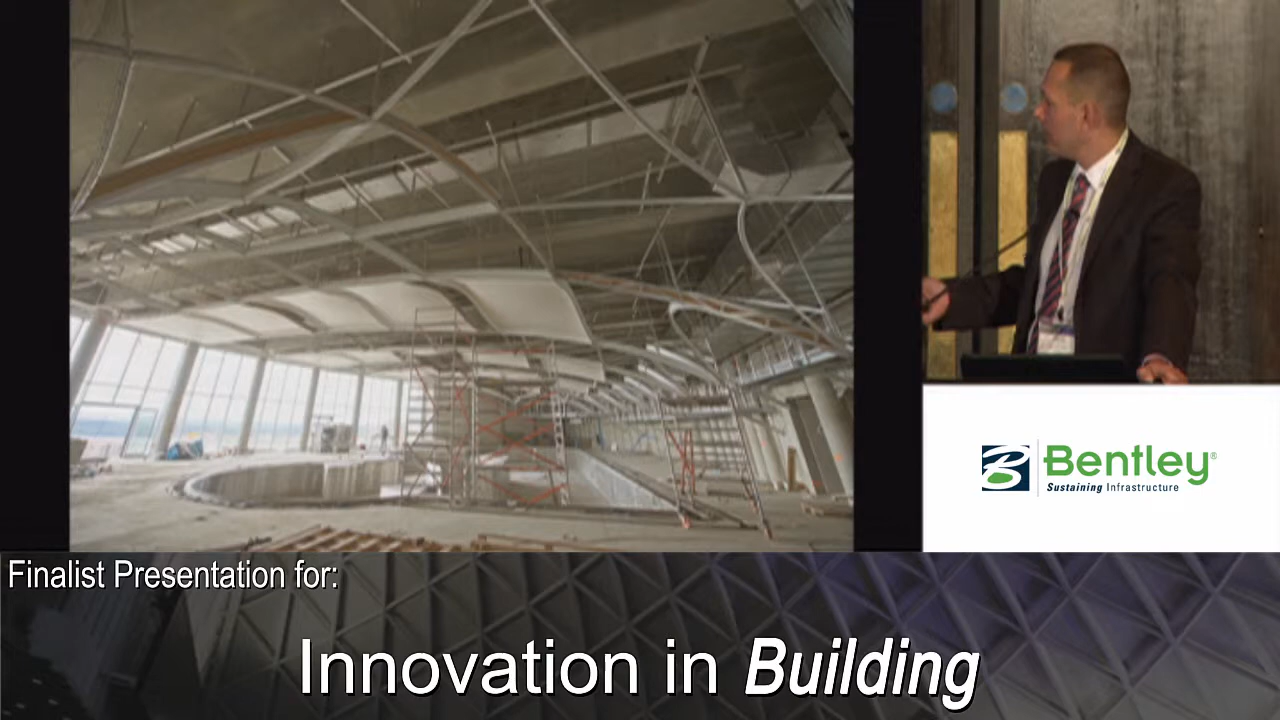 Bentley®
Sustaining Infrastructure
Finalist Presentation for:
Innovation in Building